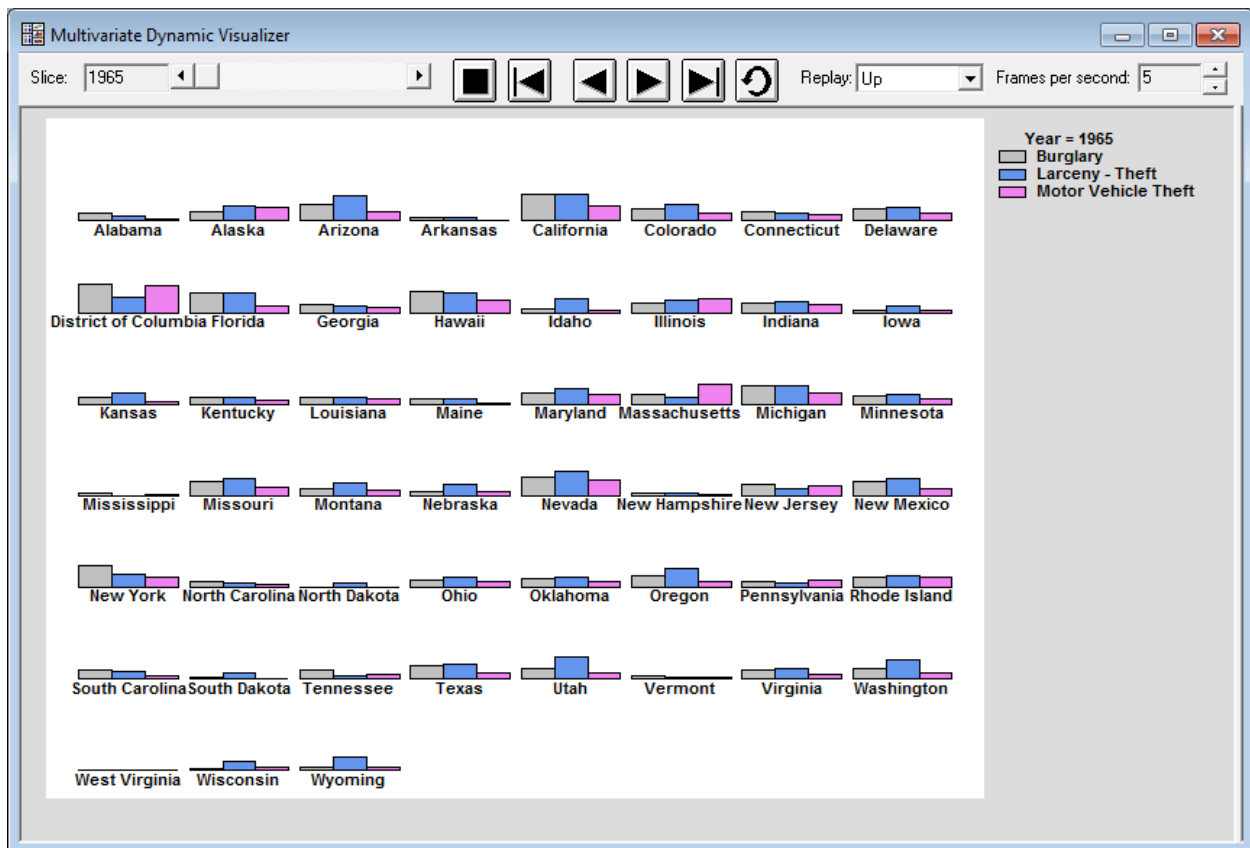 Multivariate Dynamic Visualizer
Slice: 1965 Replay: Up Frames per second: 5
Year = 1965
Burglary
Larceny - Theft
Motor Vehicle Theft
Alabama Alaska Arizona Arkansas California Colorado Connecticut Delaware
District of Columbia Florida Georgia Hawaii Idaho Illinois Indiana Iowa
Kansas Kentucky Louisiana Maine Maryland Massachusetts Michigan Minnesota
Mississippi Missouri Montana Nebraska Nevada New Hampshire New Jersey New Mexico
New York North Carolina North Dakota Ohio Oklahoma Oregon Pennsylvania Rhode Island
South Carolina South Dakota Tennessee Texas Utah Vermont Virginia Washington
West Virginia Wisconsin Wyoming